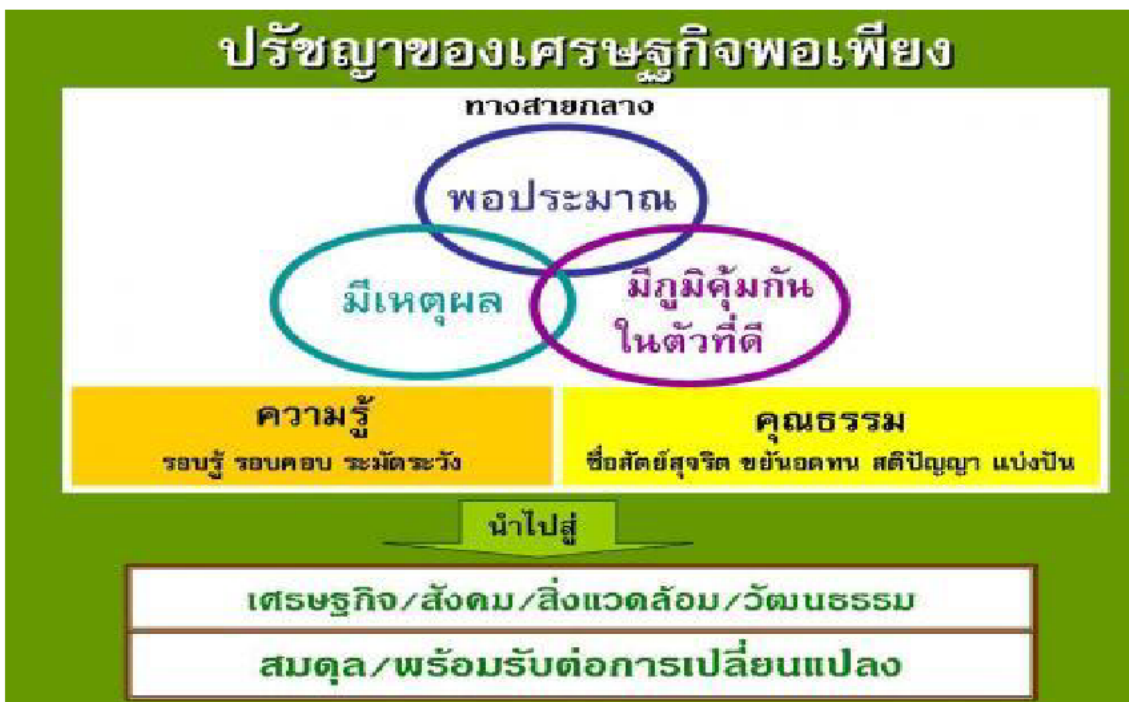 ปรัชญาของเศรษฐกิจพอเพียง
ทางสายกลาง
พอประมาณ
มีเหตุผล
มีภูมิคุ้มกัน
ในตัวที่ดี
ความรู้
รอบรู้ รอบคอบ ระมัดระวัง
คุณธรรม
ซื่อสัตย์สุจริต ขยันอดทน สติปัญญา แบ่งปัน
นำไปสู่
เศรษฐกิจ/สังคม/สิ่งแวดล้อม/วัฒนธรรม
สมดุล/พร้อมรับต่อการเปลี่ยนแปลง